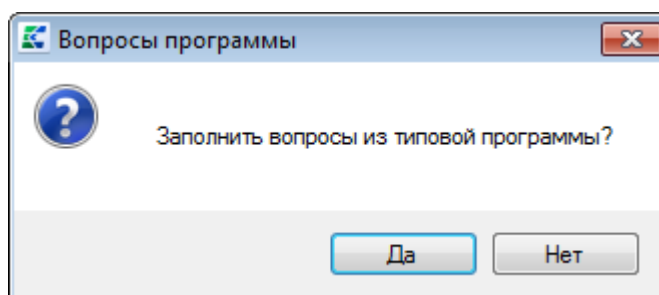 Вопросы программы
Заполнить вопросы из типовой программы?
Да
Нет